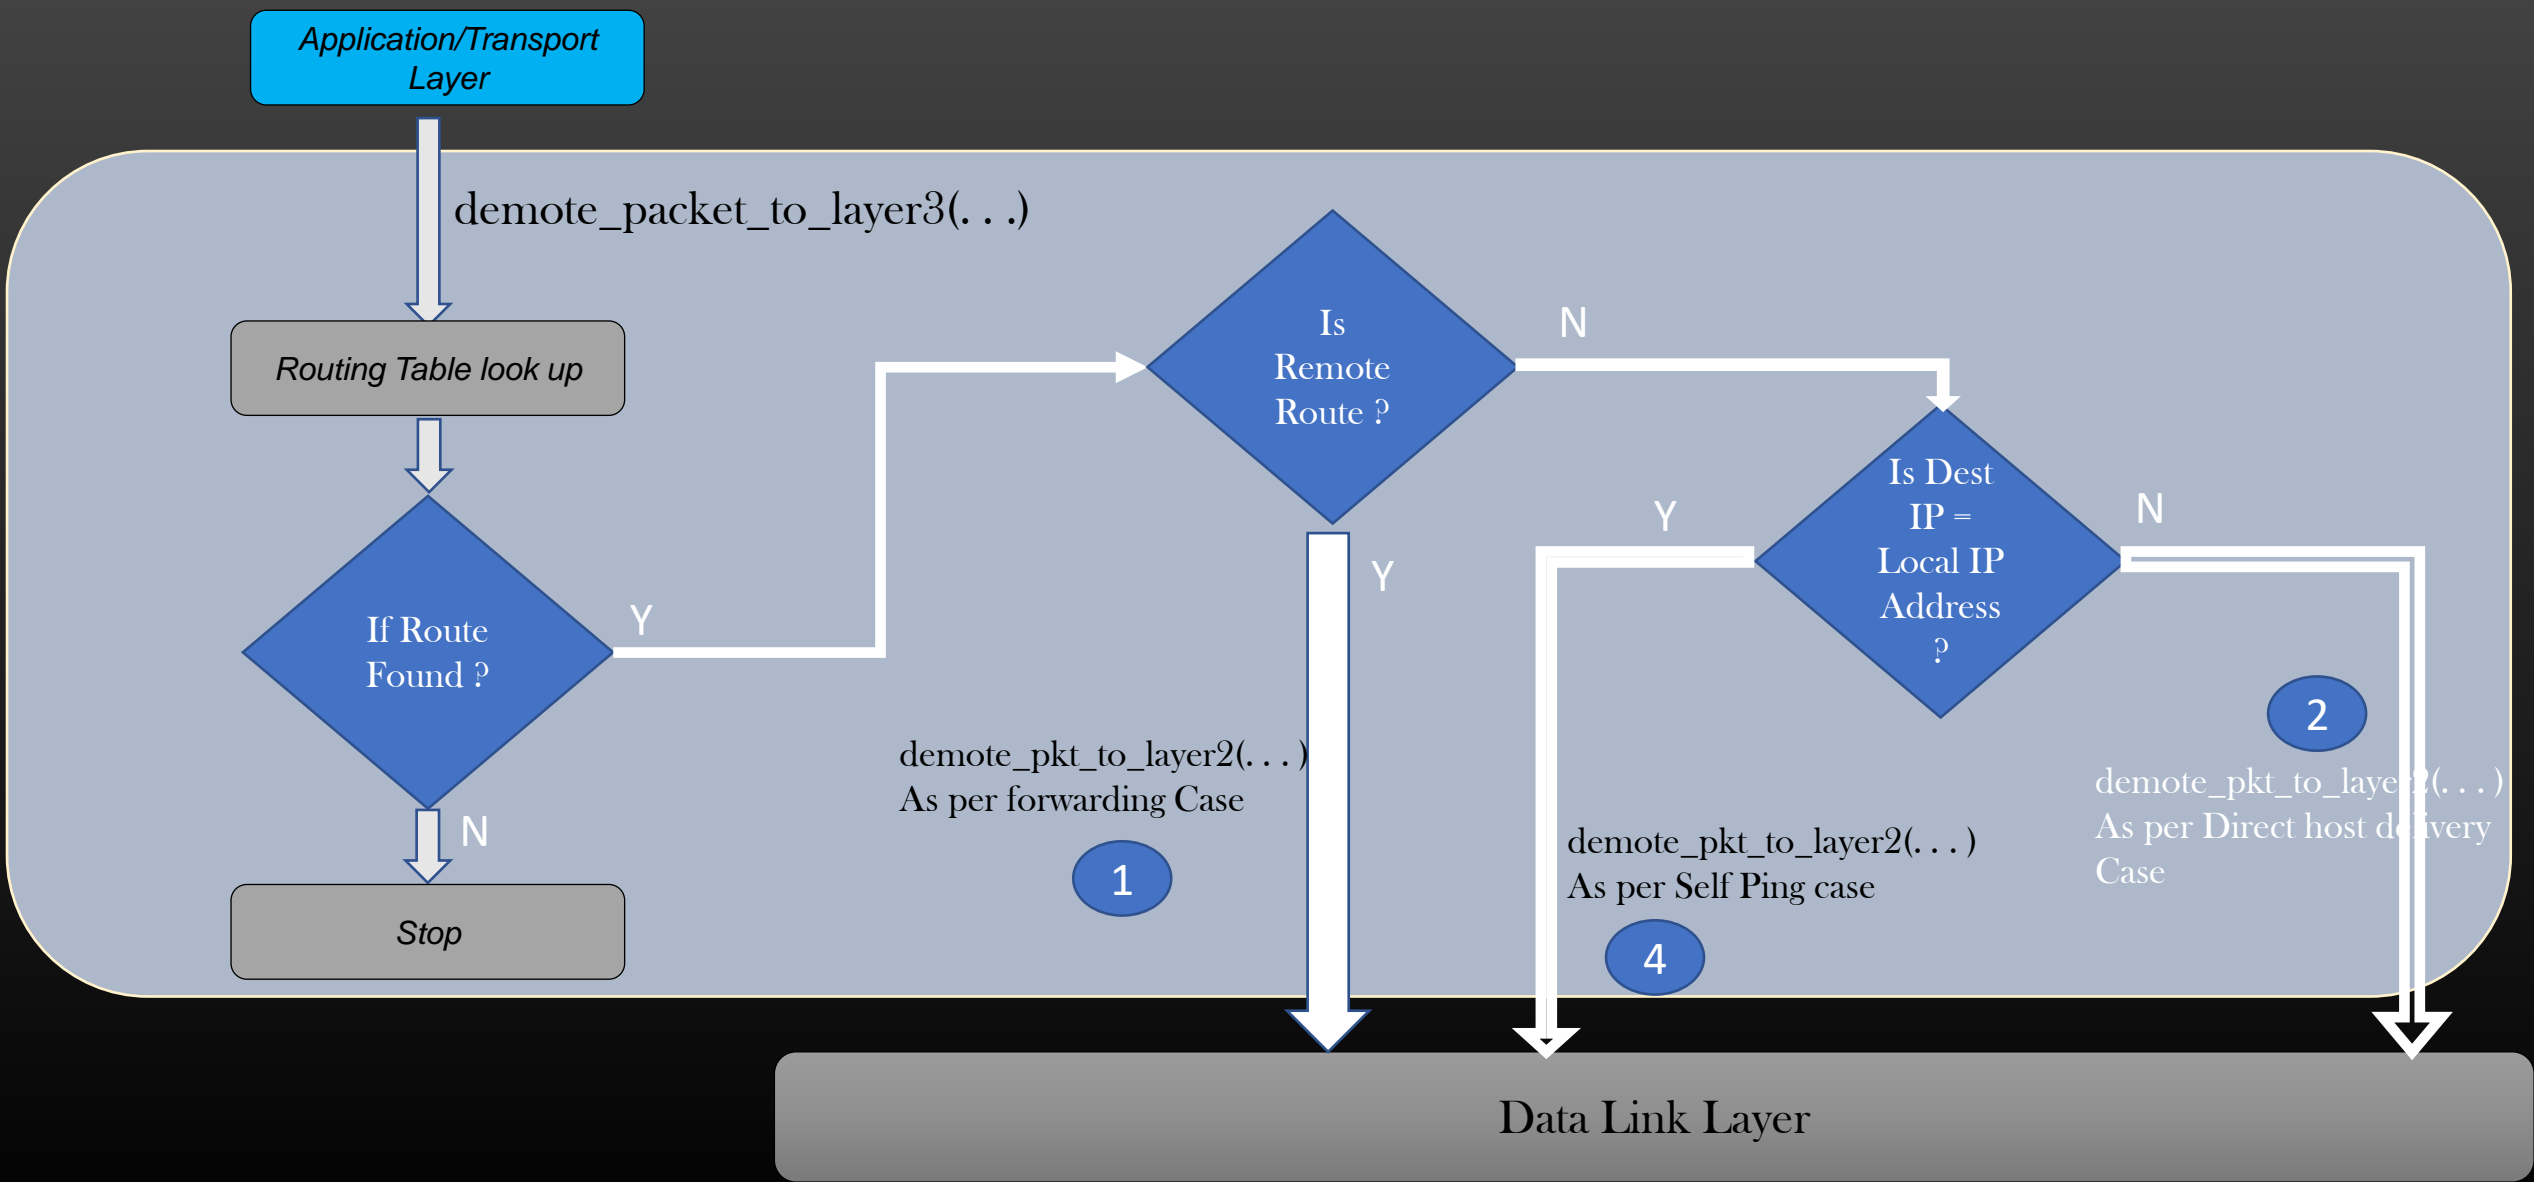 Application/Transport
Layer
demote_packet_to_layer3(. . .)
Routing Table look up
If Route
Found ?
Y
N
Stop
Is
Remote
Route ?
N
Y
demote_pkt_to_layer2(. . . )
As per forwarding Case
1
Is Dest
IP =
Local IP
Address
?
Y
N
demote_pkt_to_layer2(. . . )
As per Self Ping case
4
2
demote_pkt_to_layer2(. . . )
As per Direct host delivery
Case
Data Link Layer